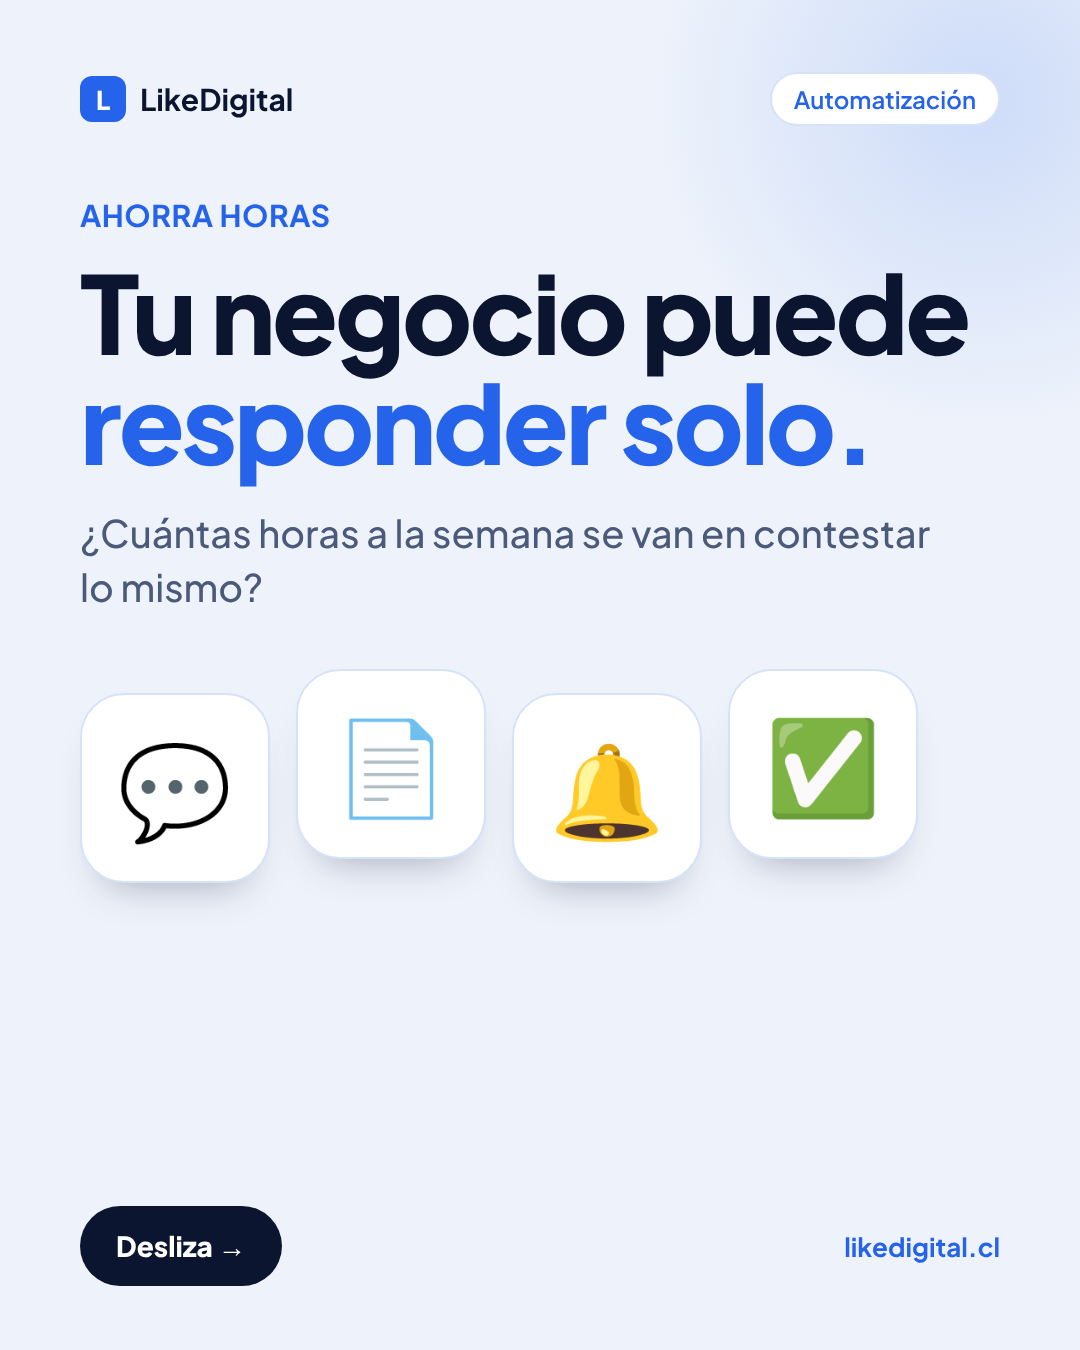 L LikeDigital
Automatización
AHORRA HORAS
Tu negocio puede
responder solo.
¿Cuántas horas a la semana se van en contestar
lo mismo?
Desliza →
likedigital.cl